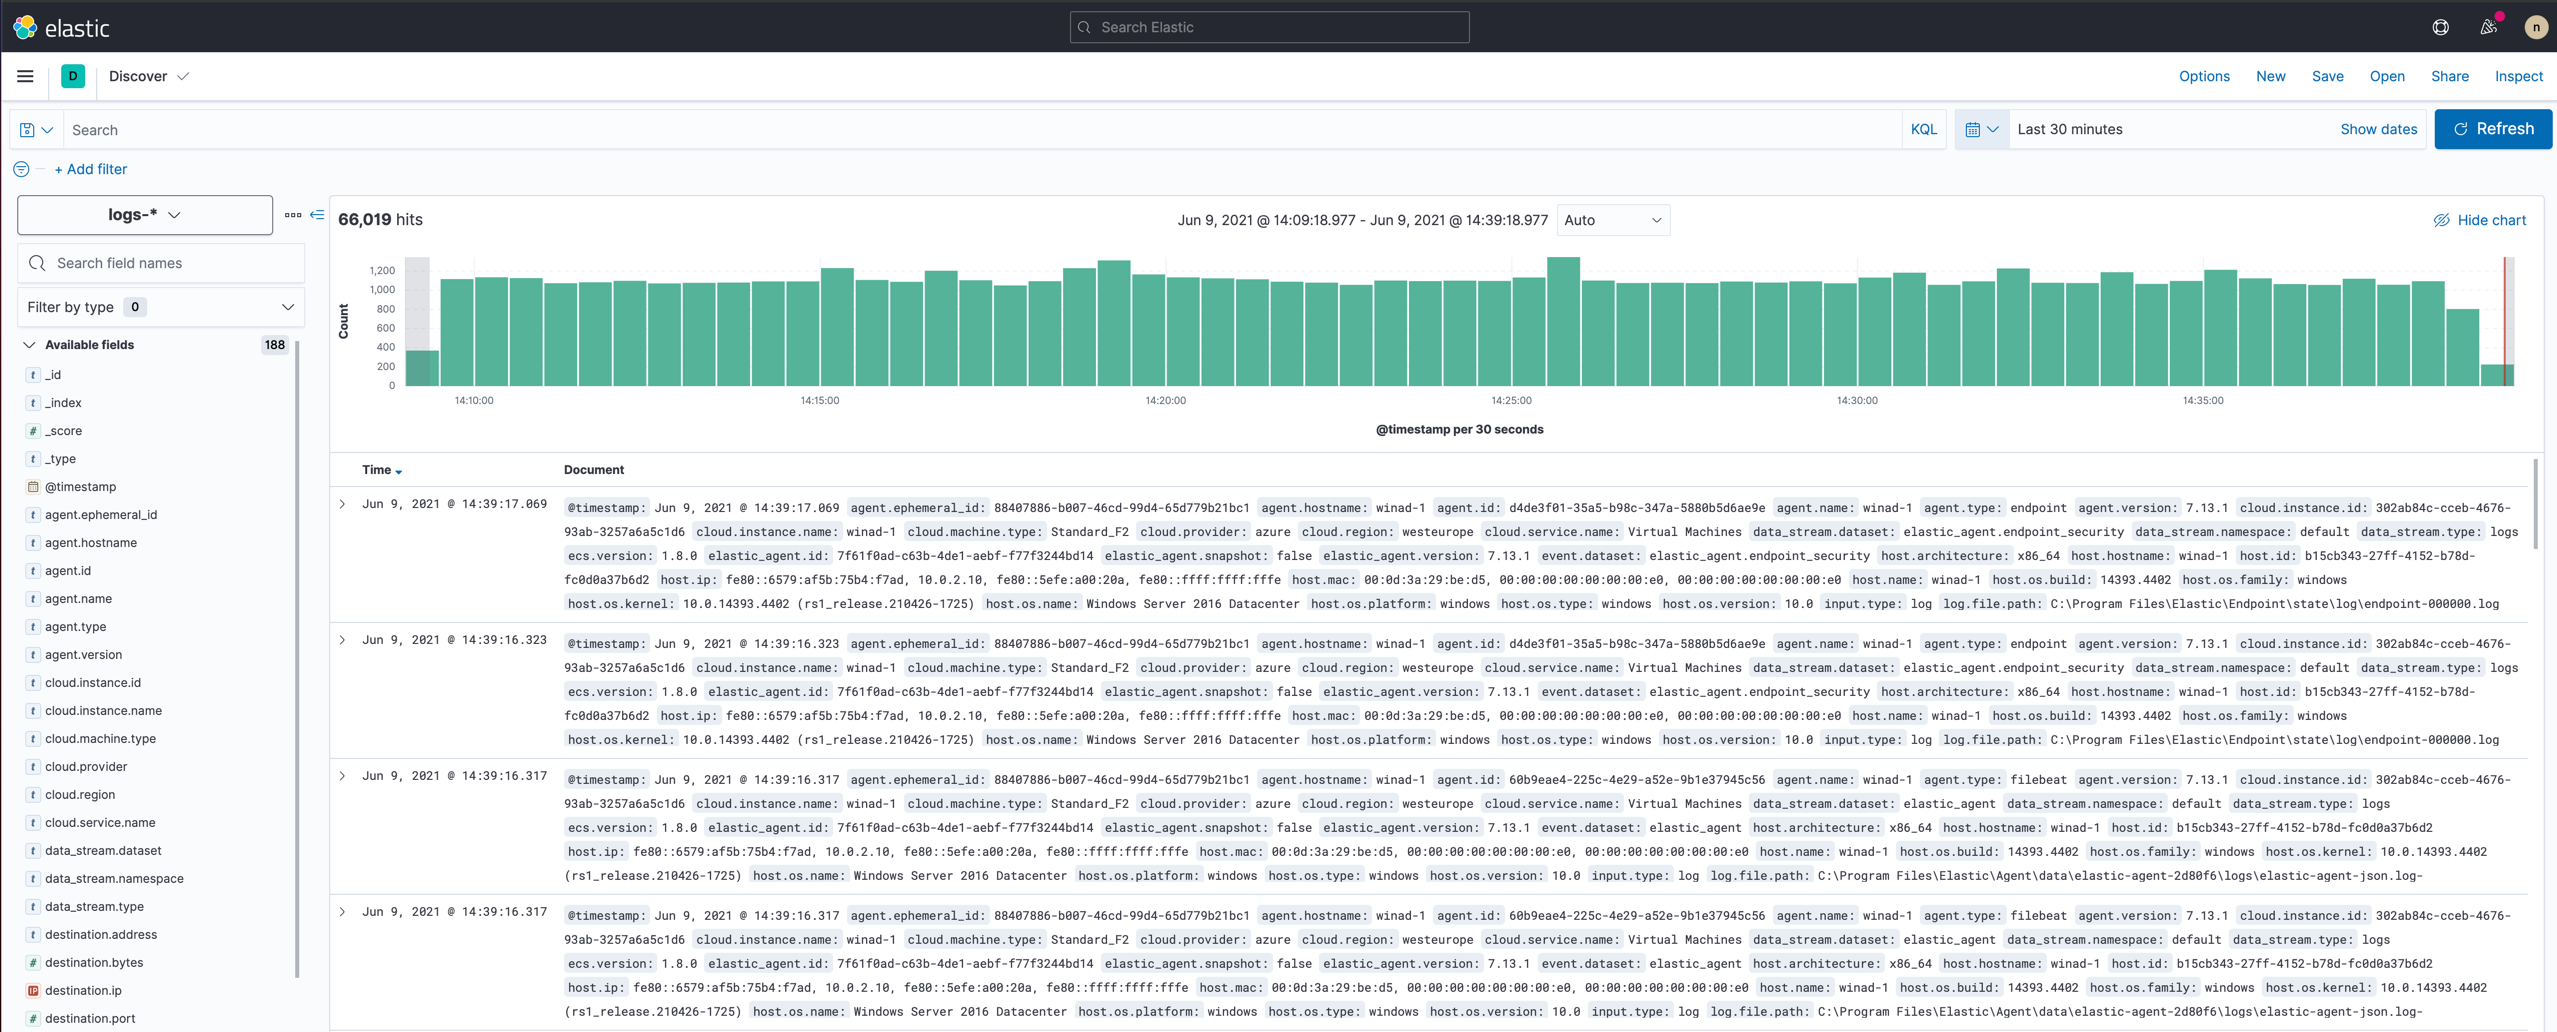 elastic
Search Elastic
n
D Discover
Options New Save Open Share Inspect
Search
KQL
Last 30 minutes
Show dates
Refresh
+ Add filter
logs-*
66,019 hits
Jun 9, 2021 @ 14:09:18.977 - Jun 9, 2021 @ 14:39:18.977
Auto
Hide chart
Search field names
Filter by type 0
Available fields 188
t _id
t _index
# _score
t _type
@timestamp
t agent.ephemeral_id
t agent.hostname
t agent.id
t agent.name
t agent.type
t agent.version
t cloud.instance.id
t cloud.instance.name
t cloud.machine.type
t cloud.provider
t cloud.region
t cloud.service.name
t data_stream.dataset
t data_stream.namespace
t data_stream.type
t destination.address
# destination.bytes
IP destination.ip
# destination.port
Count
1,200
1,000
800
600
400
200
0
14:10:00 14:15:00 14:20:00 14:25:00 14:30:00 14:35:00
@timestamp per 30 seconds
Time Document
Jun 9, 2021 @ 14:39:17.069
@timestamp: Jun 9, 2021 @ 14:39:17.069 agent.ephemeral_id: 88407886-b007-46cd-99d4-65d779b21bc1 agent.hostname: winad-1 agent.id: d4de3f01-35a5-b98c-347a-5880b5d6ae9e agent.name: winad-1 agent.type: endpoint agent.version: 7.13.1 cloud.instance.id: 302ab84c-cceb-4676-
93ab-3257a6a5c1d6 cloud.instance.name: winad-1 cloud.machine.type: Standard_F2 cloud.provider: azure cloud.region: westeurope cloud.service.name: Virtual Machines data_stream.dataset: elastic_agent.endpoint_security data_stream.namespace: default data_stream.type: logs
ecs.version: 1.8.0 elastic_agent.id: 7f61f0ad-c63b-4de1-aebf-f77f3244bd14 elastic_agent.snapshot: false elastic_agent.version: 7.13.1 event.dataset: elastic_agent.endpoint_security host.architecture: x86_64 host.hostname: winad-1 host.id: b15cb343-27ff-4152-b78d-
fc0d0a37b6d2 host.ip: fe80::6579:af5b:75b4:f7ad, 10.0.2.10, fe80::5efe:a00:20a, fe80::ffff:ffff:fffe host.mac: 00:0d:3a:29:be:d5, 00:00:00:00:00:00:00:e0, 00:00:00:00:00:00:00:e0 host.name: winad-1 host.os.build: 14393.4402 host.os.family: windows
host.os.kernel: 10.0.14393.4402 (rs1_release.210426-1725) host.os.name: Windows Server 2016 Datacenter host.os.platform: windows host.os.type: windows host.os.version: 10.0 input.type: log log.file.path: C:\Program Files\Elastic\Endpoint\state\log\endpoint-000000.log
Jun 9, 2021 @ 14:39:16.323
@timestamp: Jun 9, 2021 @ 14:39:16.323 agent.ephemeral_id: 88407886-b007-46cd-99d4-65d779b21bc1 agent.hostname: winad-1 agent.id: d4de3f01-35a5-b98c-347a-5880b5d6ae9e agent.name: winad-1 agent.type: endpoint agent.version: 7.13.1 cloud.instance.id: 302ab84c-cceb-4676-
93ab-3257a6a5c1d6 cloud.instance.name: winad-1 cloud.machine.type: Standard_F2 cloud.provider: azure cloud.region: westeurope cloud.service.name: Virtual Machines data_stream.dataset: elastic_agent.endpoint_security data_stream.namespace: default data_stream.type: logs
ecs.version: 1.8.0 elastic_agent.id: 7f61f0ad-c63b-4de1-aebf-f77f3244bd14 elastic_agent.snapshot: false elastic_agent.version: 7.13.1 event.dataset: elastic_agent.endpoint_security host.architecture: x86_64 host.hostname: winad-1 host.id: b15cb343-27ff-4152-b78d-
fc0d0a37b6d2 host.ip: fe80::6579:af5b:75b4:f7ad, 10.0.2.10, fe80::5efe:a00:20a, fe80::ffff:ffff:fffe host.mac: 00:0d:3a:29:be:d5, 00:00:00:00:00:00:00:e0, 00:00:00:00:00:00:00:e0 host.name: winad-1 host.os.build: 14393.4402 host.os.family: windows
host.os.kernel: 10.0.14393.4402 (rs1_release.210426-1725) host.os.name: Windows Server 2016 Datacenter host.os.platform: windows host.os.type: windows host.os.version: 10.0 input.type: log log.file.path: C:\Program Files\Elastic\Endpoint\state\log\endpoint-000000.log
Jun 9, 2021 @ 14:39:16.317
@timestamp: Jun 9, 2021 @ 14:39:16.317 agent.ephemeral_id: 88407886-b007-46cd-99d4-65d779b21bc1 agent.hostname: winad-1 agent.id: 60b9eae4-225c-4e29-a52e-9b1e37945c56 agent.name: winad-1 agent.type: filebeat agent.version: 7.13.1 cloud.instance.id: 302ab84c-cceb-4676-
93ab-3257a6a5c1d6 cloud.instance.name: winad-1 cloud.machine.type: Standard_F2 cloud.provider: azure cloud.region: westeurope cloud.service.name: Virtual Machines data_stream.dataset: elastic_agent data_stream.namespace: default data_stream.type: logs
ecs.version: 1.8.0 elastic_agent.id: 7f61f0ad-c63b-4de1-aebf-f77f3244bd14 elastic_agent.snapshot: false elastic_agent.version: 7.13.1 event.dataset: elastic_agent host.architecture: x86_64 host.hostname: winad-1 host.id: b15cb343-27ff-4152-b78d-fc0d0a37b6d2
host.ip: fe80::6579:af5b:75b4:f7ad, 10.0.2.10, fe80::5efe:a00:20a, fe80::ffff:ffff:fffe host.mac: 00:0d:3a:29:be:d5, 00:00:00:00:00:00:00:e0, 00:00:00:00:00:00:00:e0 host.name: winad-1 host.os.build: 14393.4402 host.os.family: windows host.os.kernel: 10.0.14393.4402
(rs1_release.210426-1725) host.os.name: Windows Server 2016 Datacenter host.os.platform: windows host.os.type: windows host.os.version: 10.0 input.type: log log.file.path: C:\Program Files\Elastic\Agent\data\elastic-agent-2d80f6\logs\elastic-agent-json.log-
Jun 9, 2021 @ 14:39:16.317
@timestamp: Jun 9, 2021 @ 14:39:16.317 agent.ephemeral_id: 88407886-b007-46cd-99d4-65d779b21bc1 agent.hostname: winad-1 agent.id: 60b9eae4-225c-4e29-a52e-9b1e37945c56 agent.name: winad-1 agent.type: filebeat agent.version: 7.13.1 cloud.instance.id: 302ab84c-cceb-4676-
93ab-3257a6a5c1d6 cloud.instance.name: winad-1 cloud.machine.type: Standard_F2 cloud.provider: azure cloud.region: westeurope cloud.service.name: Virtual Machines data_stream.dataset: elastic_agent data_stream.namespace: default data_stream.type: logs
ecs.version: 1.8.0 elastic_agent.id: 7f61f0ad-c63b-4de1-aebf-f77f3244bd14 elastic_agent.snapshot: false elastic_agent.version: 7.13.1 event.dataset: elastic_agent host.architecture: x86_64 host.hostname: winad-1 host.id: b15cb343-27ff-4152-b78d-fc0d0a37b6d2
host.ip: fe80::6579:af5b:75b4:f7ad, 10.0.2.10, fe80::5efe:a00:20a, fe80::ffff:ffff:fffe host.mac: 00:0d:3a:29:be:d5, 00:00:00:00:00:00:00:e0, 00:00:00:00:00:00:00:e0 host.name: winad-1 host.os.build: 14393.4402 host.os.family: windows host.os.kernel: 10.0.14393.4402
(rs1_release.210426-1725) host.os.name: Windows Server 2016 Datacenter host.os.platform: windows host.os.type: windows host.os.version: 10.0 input.type: log log.file.path: C:\Program Files\Elastic\Agent\data\elastic-agent-2d80f6\logs\elastic-agent-json.log-